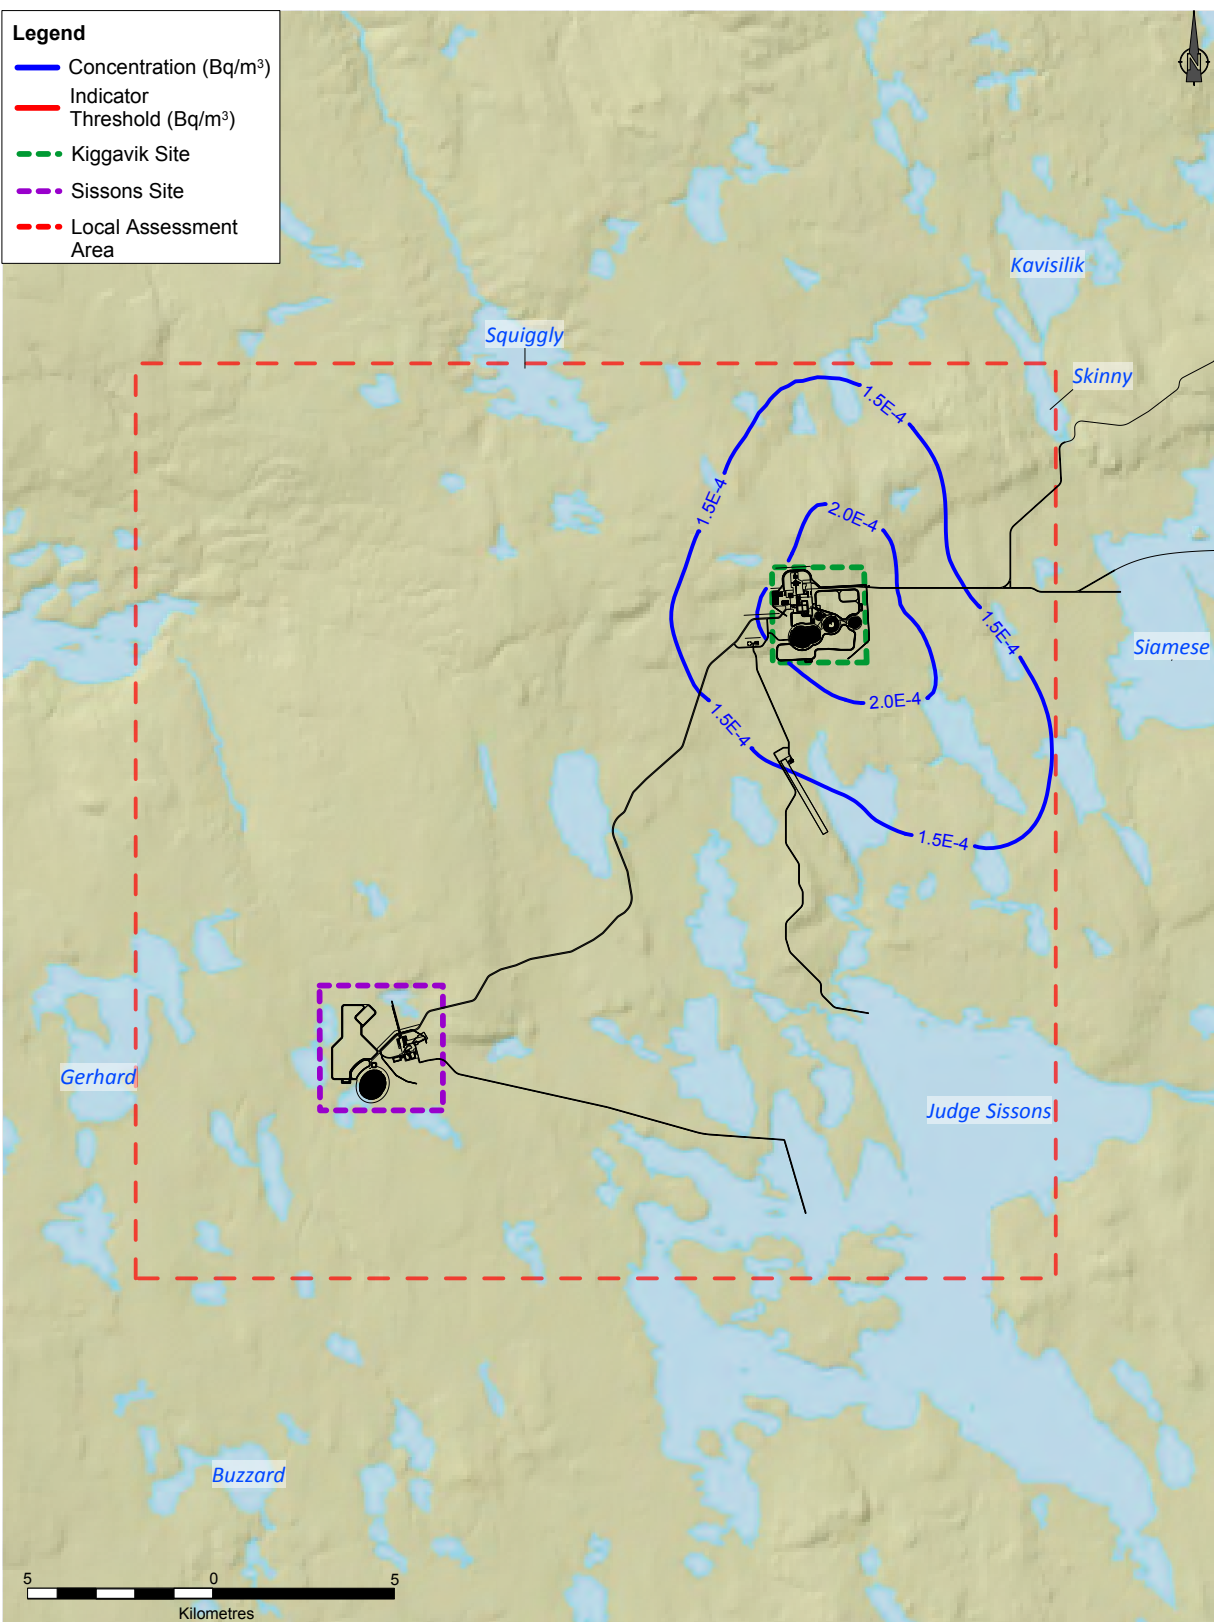 Legend
Concentration (Bq/m³)
Indicator
Threshold (Bq/m³)
Kiggavik Site
Sissons Site
Local Assessment
Area
N
Kavisilik
Squiggly
Skinny
1.5E-4
1.5E-4
2.0E-4
1.5E-4
Siamese
2.0E-4
1.5E-4
1.5E-4
Gerhard
Judge Sissons
Buzzard
5 0 5
Kilometres